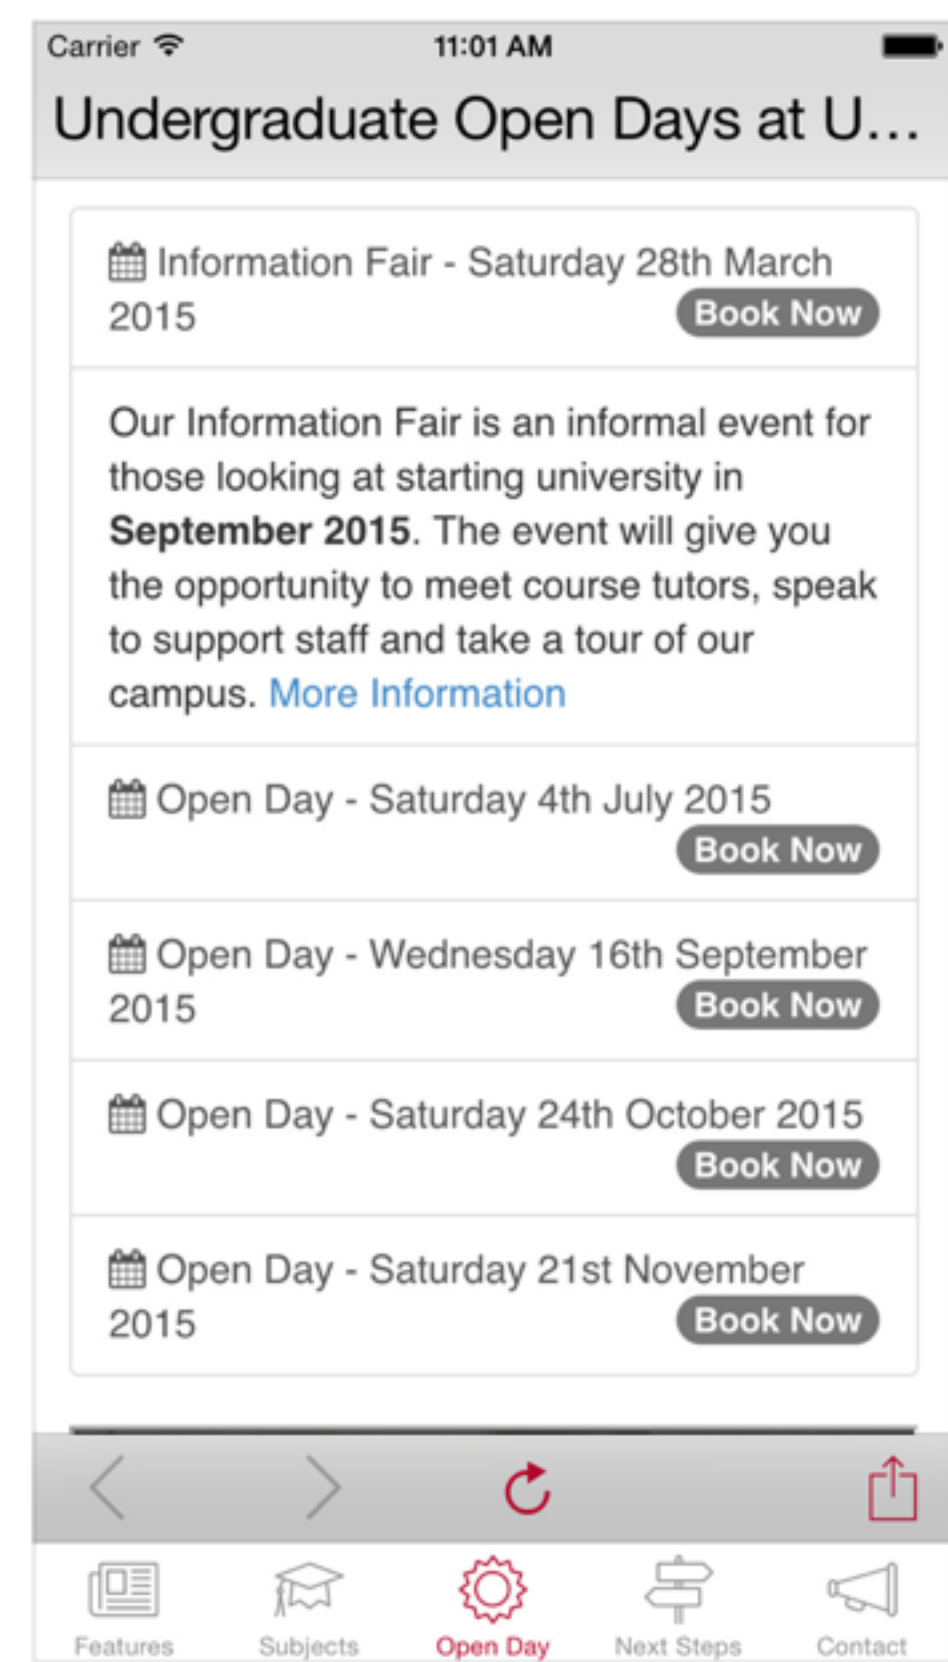 Carrier 11:01 AM
Undergraduate Open Days at U...
Information Fair - Saturday 28th March
2015 Book Now
Our Information Fair is an informal event for
those looking at starting university in
September 2015. The event will give you
the opportunity to meet course tutors, speak
to support staff and take a tour of our
campus. More Information
Open Day - Saturday 4th July 2015
Book Now
Open Day - Wednesday 16th September
2015 Book Now
Open Day - Saturday 24th October 2015
Book Now
Open Day - Saturday 21st November
2015 Book Now
Features Subjects Open Day Next Steps Contact